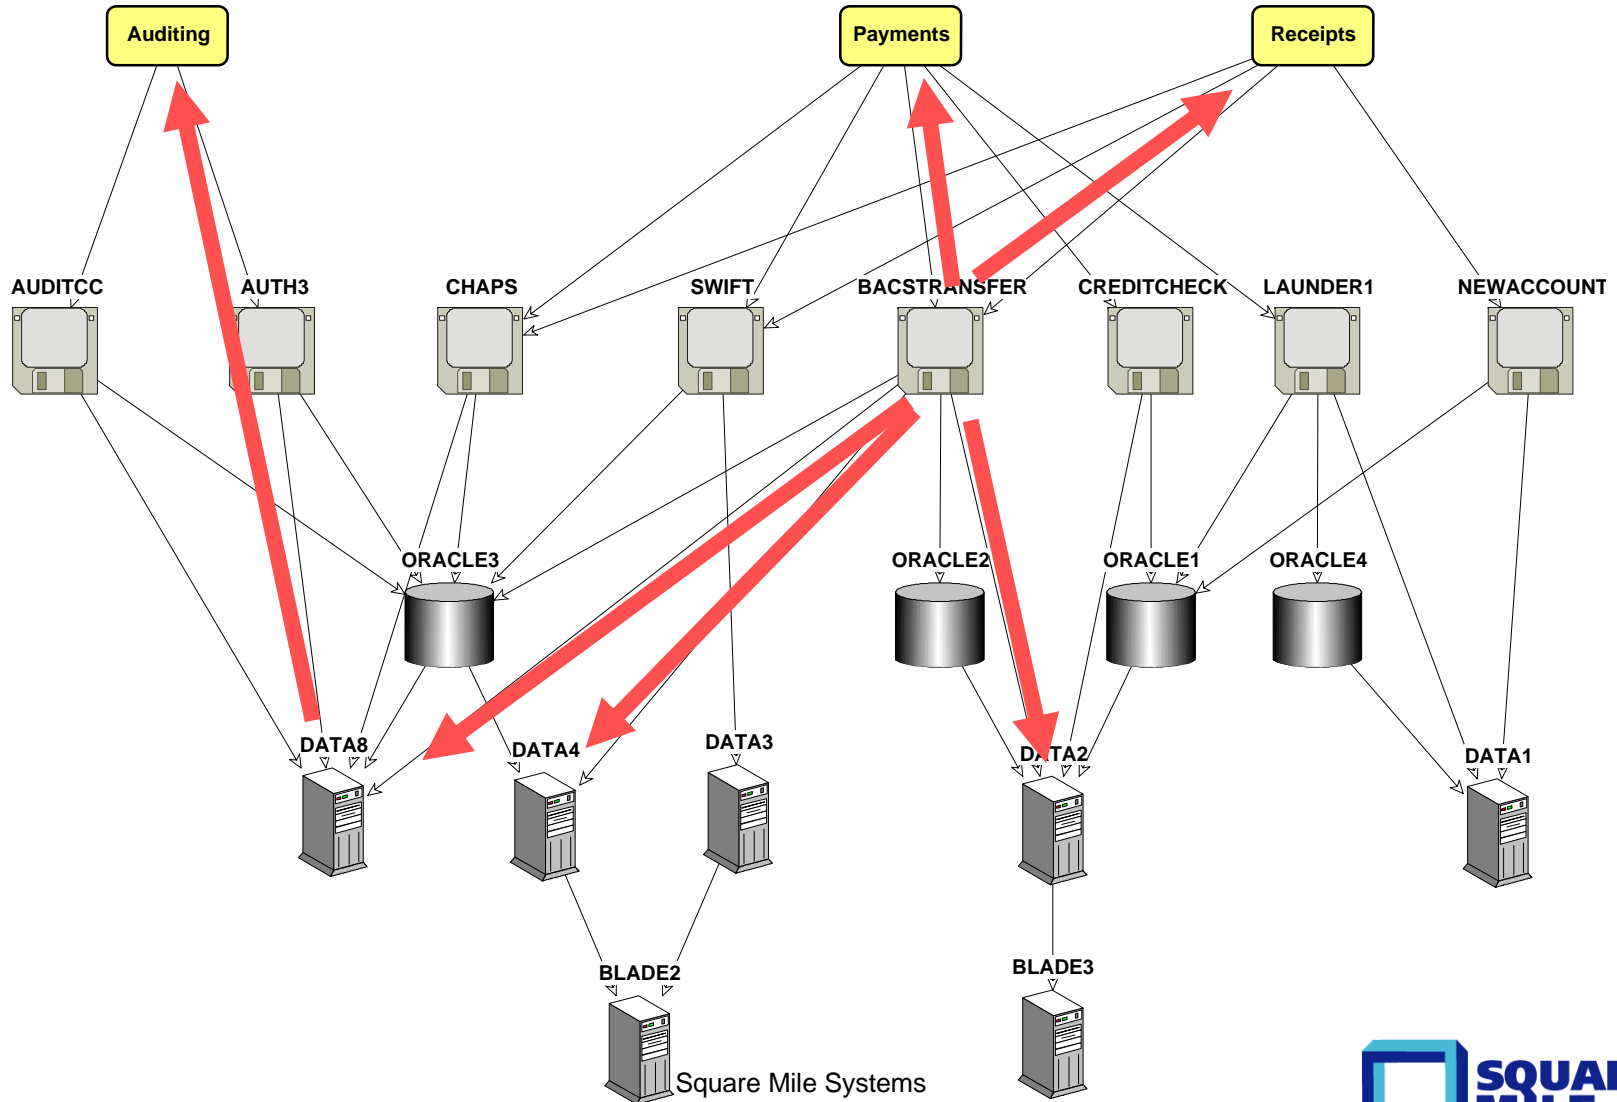 Auditing
Payments
Receipts
AUDITCC
AUTH3
CHAPS
SWIFT
BACSTRANSFER
CREDITCHECK
LAUNDER1
NEWACCOUNT
ORACLE3
ORACLE2
ORACLE1
ORACLE4
DATA8
DATA4
DATA3
DATA2
DATA1
BLADE2
BLADE3
Square Mile Systems